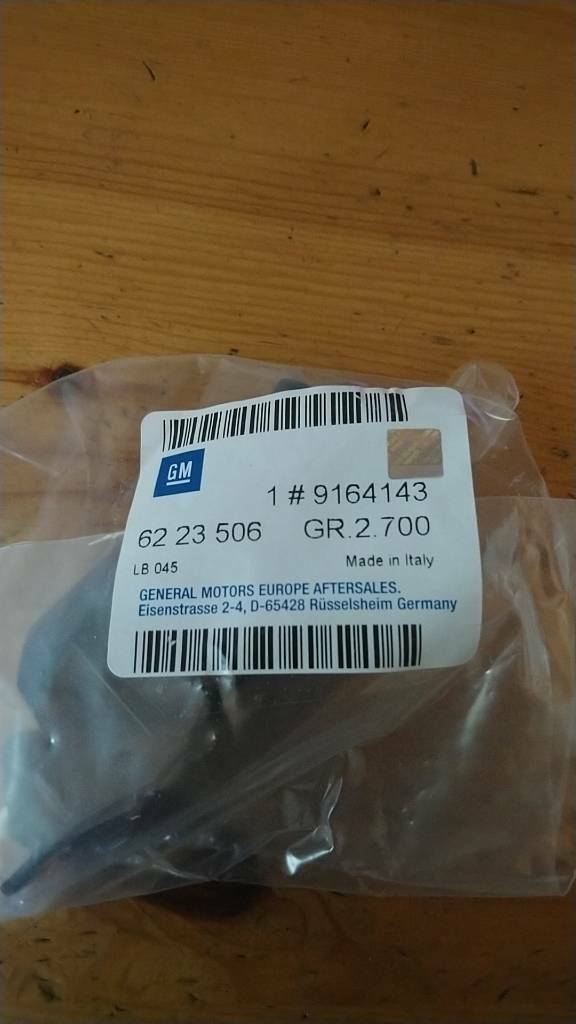 GM
1 # 9164143
62 23 506 GR.2.700
LB 045 Made in Italy
GENERAL MOTORS EUROPE AFTERSALES.
Eisenstrasse 2-4, D-65428 Rüsselsheim Germany